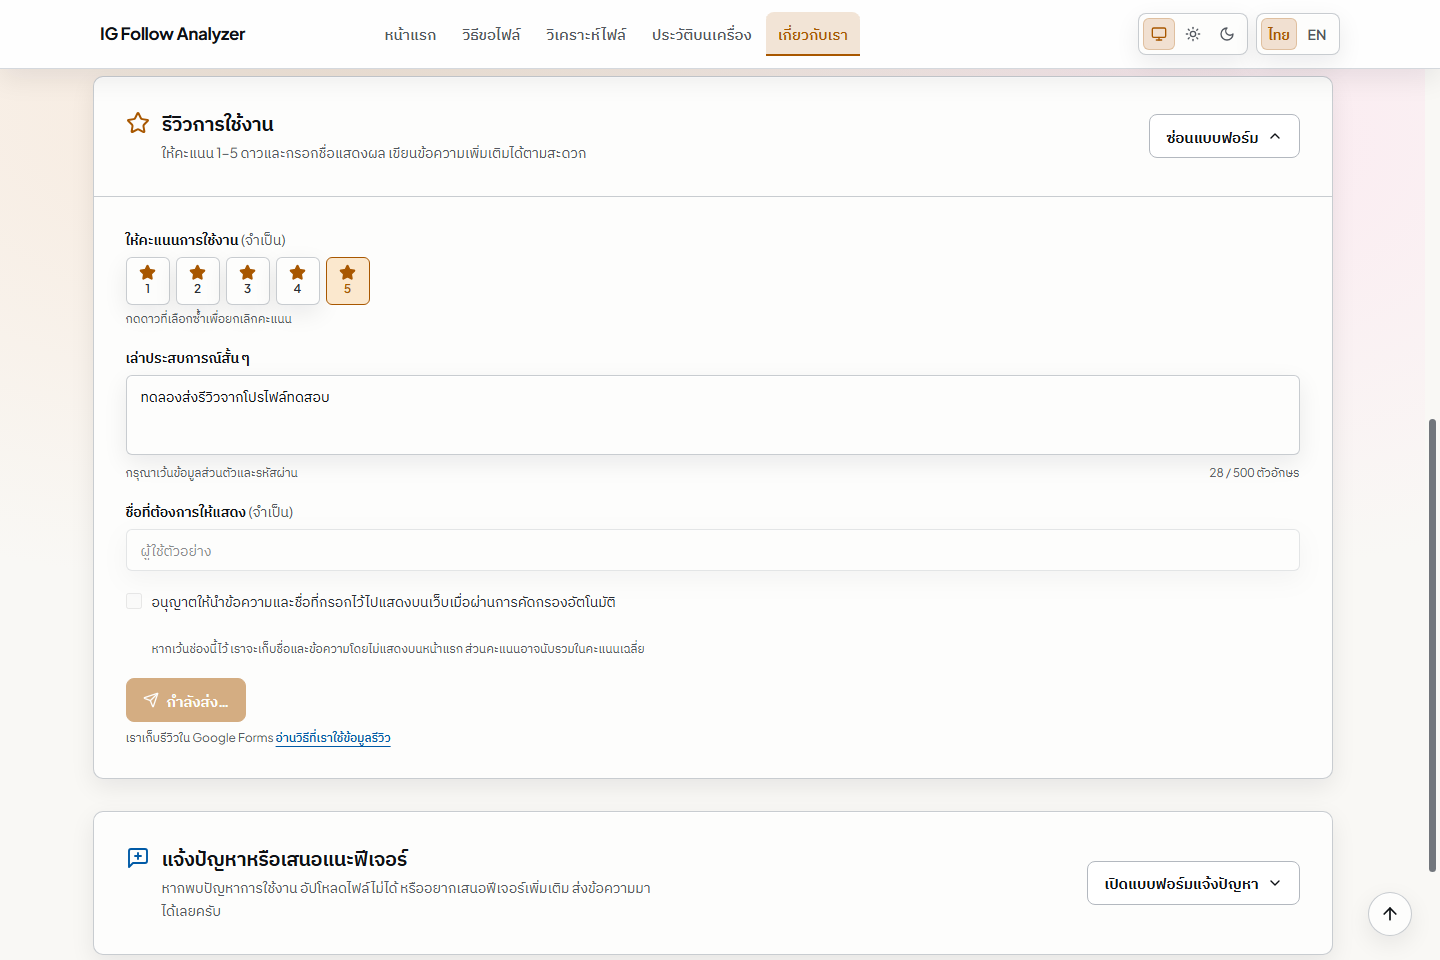 IG Follow Analyzer
หน้าแรก
วิธีขอไฟล์
วิเคราะห์ไฟล์
ประวัติบนเครื่อง
เกี่ยวกับเรา
ไทย
EN
รีวิวการใช้งาน
ให้คะแนน 1–5 ดาวและกรอกชื่อแสดงผล เขียนข้อความเพิ่มเติมได้ตามสะดวก
ซ่อนแบบฟอร์ม
ให้คะแนนการใช้งาน (จำเป็น)
1
2
3
4
5
กดดาวที่เลือกซ้ำเพื่อยกเลิกคะแนน
เล่าประสบการณ์สั้น ๆ
ทดลองส่งรีวิวจากโปรไฟล์ทดสอบ
กรุณาเว้นข้อมูลส่วนตัวและรหัสผ่าน
28 / 500 ตัวอักษร
ชื่อที่ต้องการให้แสดง (จำเป็น)
ผู้ใช้ตัวอย่าง
อนุญาตให้นำข้อความและชื่อที่กรอกไว้ไปแสดงบนเว็บเมื่อผ่านการคัดกรองอัตโนมัติ
หากเว้นช่องนี้ไว้ เราจะเก็บชื่อและข้อความโดยไม่แสดงบนหน้าแรก ส่วนคะแนนอาจนับรวมในคะแนนเฉลี่ย
กำลังส่ง…
เราเก็บรีวิวใน Google Forms อ่านวิธีที่เราใช้ข้อมูลรีวิว
แจ้งปัญหาหรือเสนอแนะฟีเจอร์
หากพบปัญหาการใช้งาน อัปโหลดไฟล์ไม่ได้ หรืออยากเสนอฟีเจอร์เพิ่มเติม ส่งข้อความมา
ได้เลยครับ
เปิดแบบฟอร์มแจ้งปัญหา